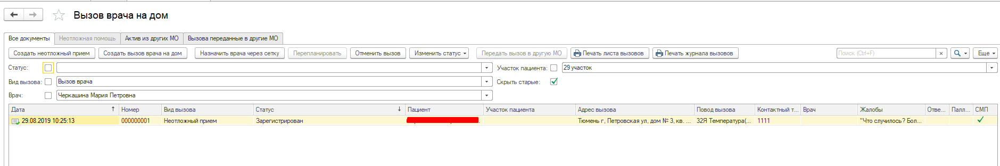 Вызов врача на дом
Все документы Неотложная помощь Актив из других МО Вызова переданные в другие МО
Создать неотложный прием Создать вызов врача на дом Назначить врача через сетку Перепланировать Отменить вызов Изменить статус Передать вызов в другую МО Печать листа вызовов Печать журнала вызовов Поиск (Ctrl+F) × Еще
Статус: Участок пациента: 29 участок
Вид вызова: Вызов врача Скрыть старые:
Врач: Черкашина Мария Петровна
Дата ↑ Номер Вид вызова Статус ↓ Пациент Участок пациента Адрес вызова Повод вызова Контактный т... Врач Жалобы Отве... Палл... СМП
29.08.2019 10:25:13 000000001 Неотложный прием Зарегистрирован Тюмень г, Петровская ул, дом № 3, кв. ... 32Я Температура(... 1111 "Что случилось? Бол...